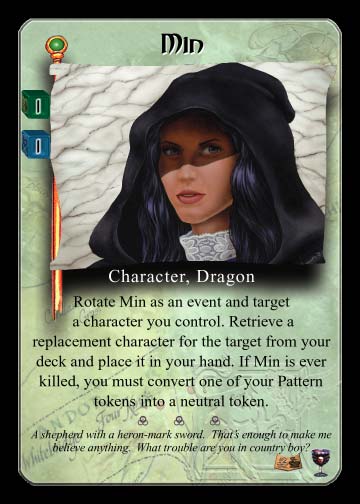 Min
0
0
Character, Dragon
Rotate Min as an event and target
a character you control. Retrieve a
replacement character for the target from your
deck and place it in your hand. If Min is ever
killed, you must convert one of your Pattern
tokens into a neutral token.
A shepherd with a heron-mark sword.  That's enough to make me
believe anything.  What trouble are you in country boy?